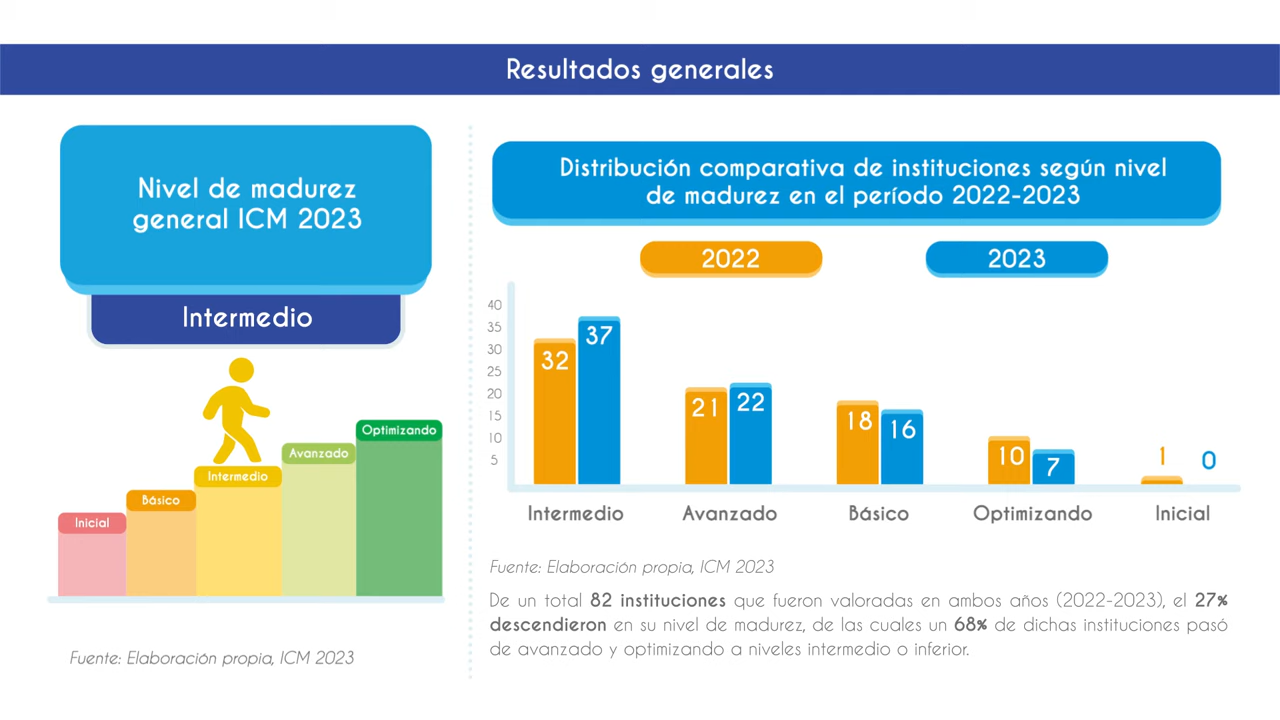 Resultados generales
Nivel de madurez
general ICM 2023
Intermedio
Optimizando
Avanzado
Intermedio
Básico
Inicial
Fuente: Elaboración propia, ICM 2023
Distribución comparativa de instituciones según nivel
de madurez en el período 2022-2023
2022
2023
40
35
30
25
20
15
10
5
32
37
21
22
18
16
10
7
1
0
Intermedio
Avanzado
Básico
Optimizando
Inicial
Fuente: Elaboración propia, ICM 2023
De un total 82 instituciones que fueron valoradas en ambos años (2022-2023), el 27%
descendieron en su nivel de madurez, de las cuales un 68% de dichas instituciones pasó
de avanzado y optimizando a niveles intermedio o inferior.